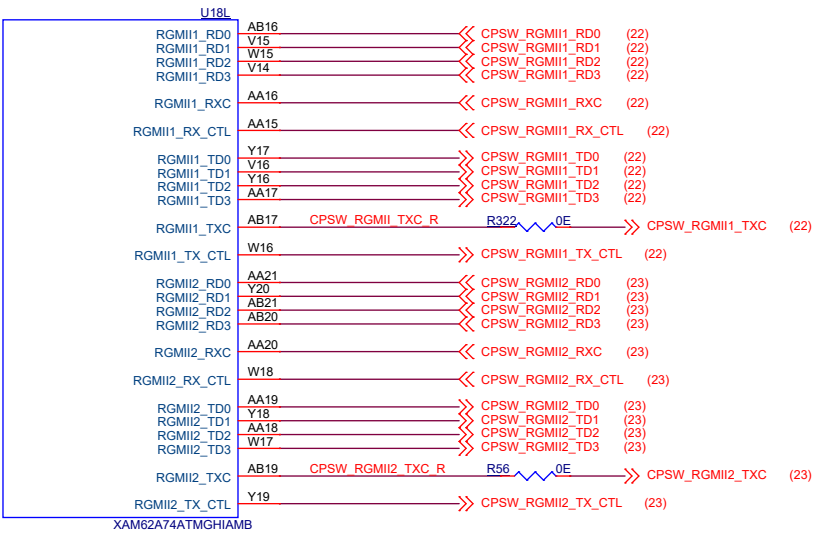 U18L
RGMII1_RD0 AB16 CPSW_RGMII1_RD0 (22)
RGMII1_RD1 V15 CPSW_RGMII1_RD1 (22)
RGMII1_RD2 W15 CPSW_RGMII1_RD2 (22)
RGMII1_RD3 V14 CPSW_RGMII1_RD3 (22)
RGMII1_RXC AA16 CPSW_RGMII1_RXC (22)
RGMII1_RX_CTL AA15 CPSW_RGMII1_RX_CTL (22)
RGMII1_TD0 Y17 CPSW_RGMII1_TD0 (22)
RGMII1_TD1 V16 CPSW_RGMII1_TD1 (22)
RGMII1_TD2 Y16 CPSW_RGMII1_TD2 (22)
RGMII1_TD3 AA17 CPSW_RGMII1_TD3 (22)
RGMII1_TXC AB17 CPSW_RGMII_TXC_R R322 0E CPSW_RGMII1_TXC (22)
RGMII1_TX_CTL W16 CPSW_RGMII1_TX_CTL (22)
RGMII2_RD0 AA21 CPSW_RGMII2_RD0 (23)
RGMII2_RD1 Y20 CPSW_RGMII2_RD1 (23)
RGMII2_RD2 AB21 CPSW_RGMII2_RD2 (23)
RGMII2_RD3 AB20 CPSW_RGMII2_RD3 (23)
RGMII2_RXC AA20 CPSW_RGMII2_RXC (23)
RGMII2_RX_CTL W18 CPSW_RGMII2_RX_CTL (23)
RGMII2_TD0 AA19 CPSW_RGMII2_TD0 (23)
RGMII2_TD1 Y18 CPSW_RGMII2_TD1 (23)
RGMII2_TD2 AA18 CPSW_RGMII2_TD2 (23)
RGMII2_TD3 W17 CPSW_RGMII2_TD3 (23)
RGMII2_TXC AB19 CPSW_RGMII2_TXC_R R56 0E CPSW_RGMII2_TXC (23)
RGMII2_TX_CTL Y19 CPSW_RGMII2_TX_CTL (23)
XAM62A74ATMGHIAMB